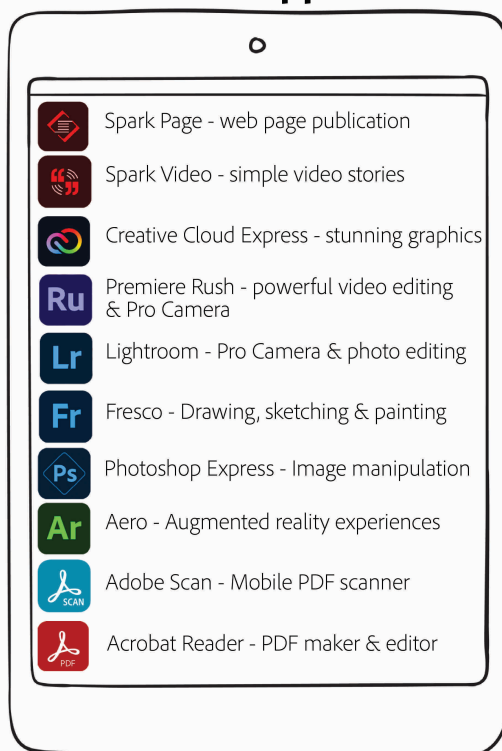 Spark Page - web page publication
Spark Video - simple video stories
Creative Cloud Express - stunning graphics
Ru
Premiere Rush - powerful video editing
& Pro Camera
Lr
Lightroom - Pro Camera & photo editing
Fr
Fresco - Drawing, sketching & painting
Ps
Photoshop Express - Image manipulation
Ar
Aero - Augmented reality experiences
SCAN
Adobe Scan - Mobile PDF scanner
PDF
Acrobat Reader - PDF maker & editor